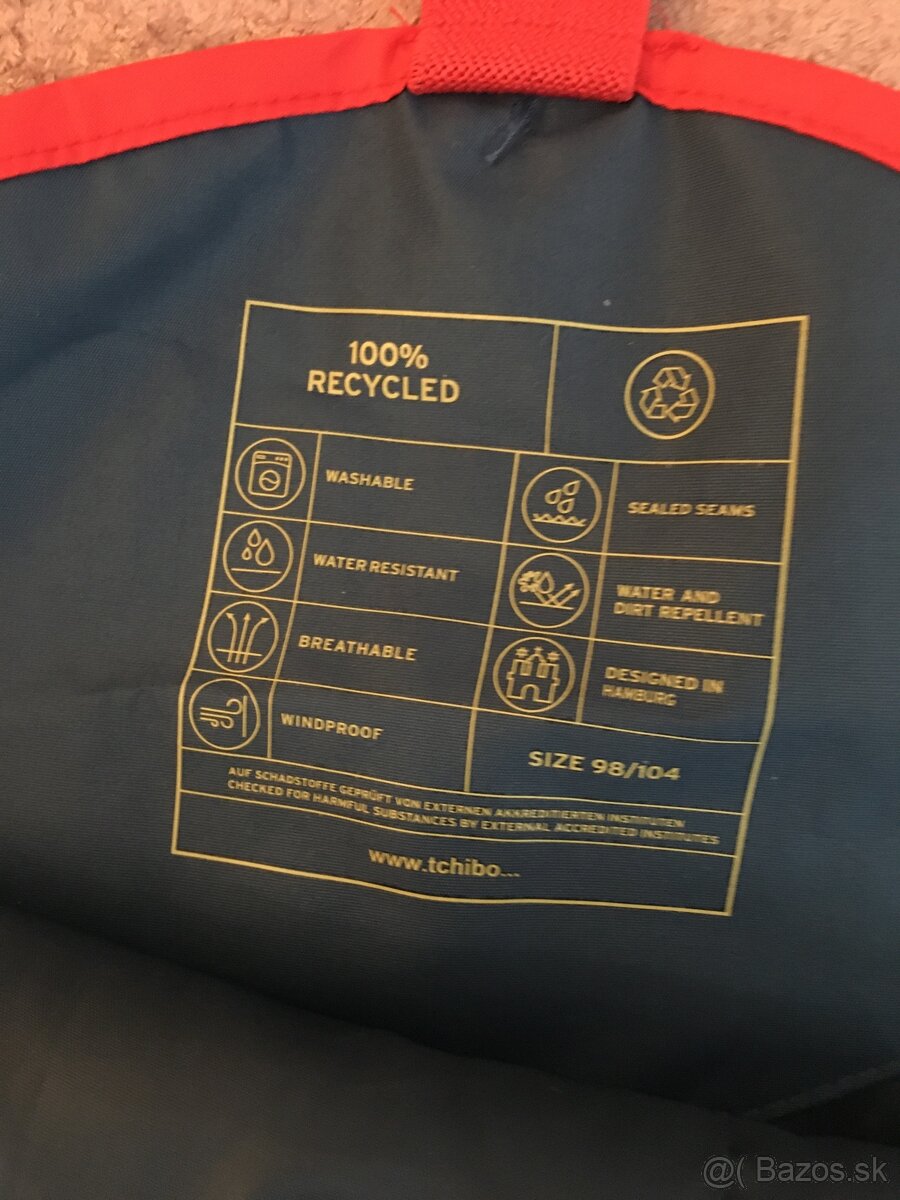 100%
RECYCLED
WASHABLE
SEALED SEAMS
WATER RESISTANT
WATER AND
DIRT REPELLENT
BREATHABLE
DESIGNED IN
HAMBURG
WINDPROOF
SIZE 98/104
AUF SCHADSTOFFE GEPRÜFT VON EXTERNEN AKKREDITIERTEN INSTITUTEN
CHECKED FOR HARMFUL SUBSTANCES BY EXTERNAL ACCREDITED INSTITUTES
www.tchibo...
@( Bazos.sk